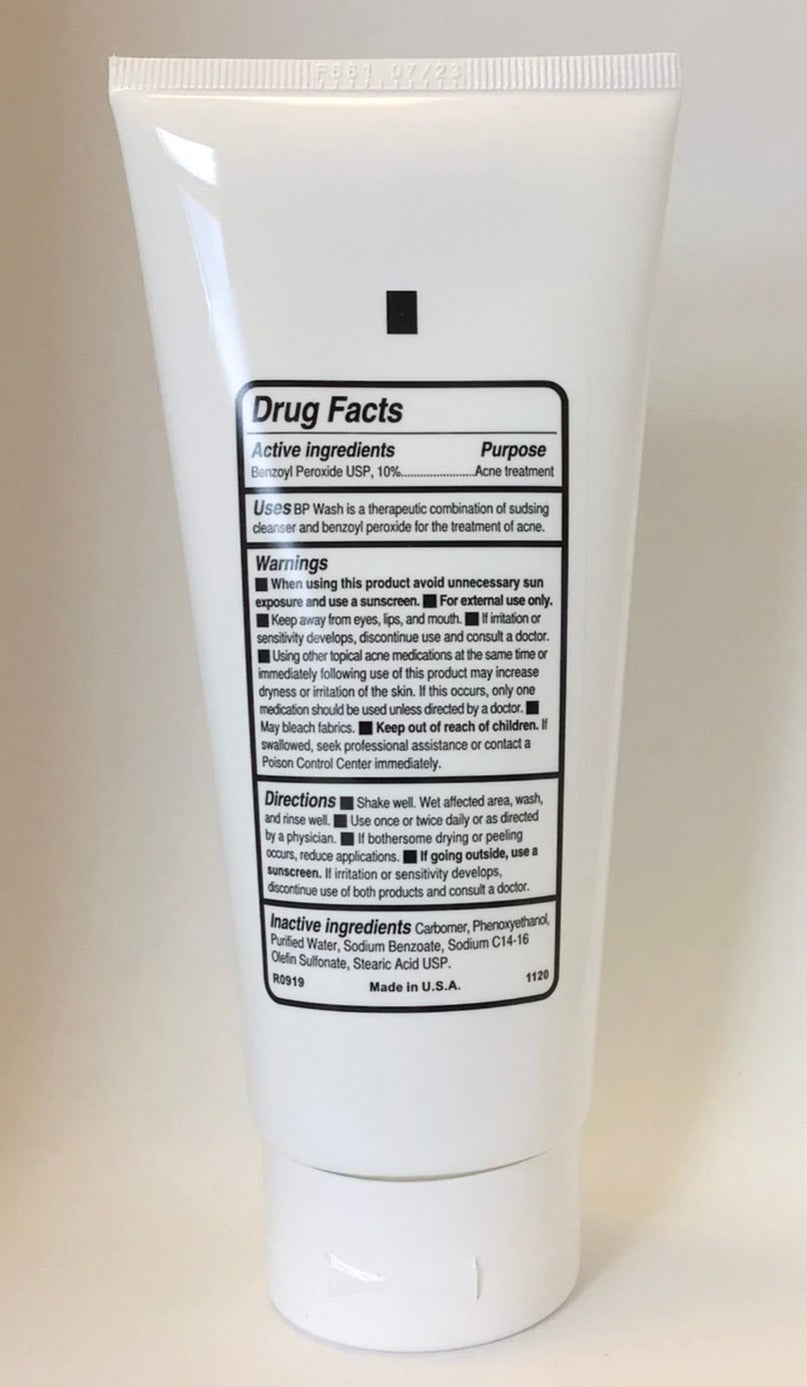 F661 07/23
Drug Facts
Active ingredients Purpose
Benzoyl Peroxide USP, 10%......................Acne treatment
Uses BP Wash is a therapeutic combination of sudsing
cleanser and benzoyl peroxide for the treatment of acne.
Warnings
■ When using this product avoid unnecessary sun
exposure and use a sunscreen. ■ For external use only.
■ Keep away from eyes, lips, and mouth. ■ If irritation or
sensitivity develops, discontinue use and consult a doctor.
■ Using other topical acne medications at the same time or
immediately following use of this product may increase
dryness or irritation of the skin. If this occurs, only one
medication should be used unless directed by a doctor. ■
May bleach fabrics. ■ Keep out of reach of children. If
swallowed, seek professional assistance or contact a
Poison Control Center immediately.
Directions ■ Shake well. Wet affected area, wash,
and rinse well. ■ Use once or twice daily or as directed
by a physician. ■ If bothersome drying or peeling
occurs, reduce applications. ■ If going outside, use a
sunscreen. If irritation or sensitivity develops,
discontinue use of both products and consult a doctor.
Inactive ingredients Carbomer, Phenoxyethanol,
Purified Water, Sodium Benzoate, Sodium C14-16
Olefin Sulfonate, Stearic Acid USP.
R0919 Made in U.S.A. 1120